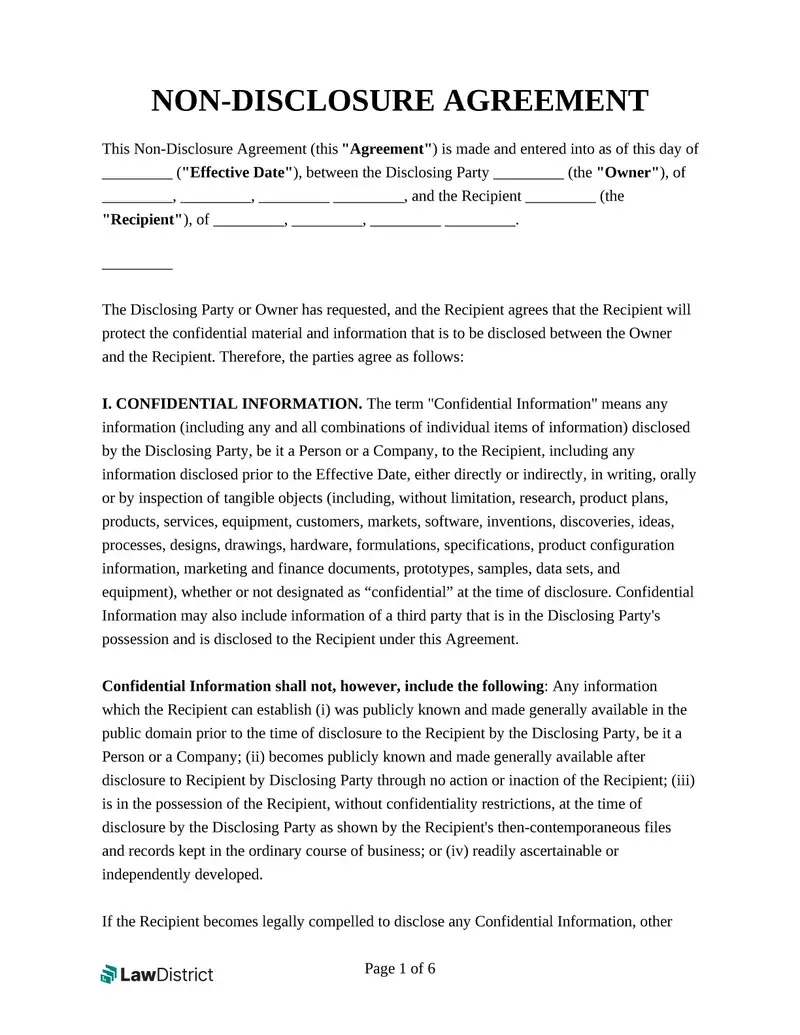 NON-DISCLOSURE AGREEMENT
This Non-Disclosure Agreement (this "Agreement") is made and entered into as of this day of
_________ ("Effective Date"), between the Disclosing Party _________ (the "Owner"), of
_________, _________, _________ _________, and the Recipient _________ (the
"Recipient"), of _________, _________, _________ _________.
_________
The Disclosing Party or Owner has requested, and the Recipient agrees that the Recipient will
protect the confidential material and information that is to be disclosed between the Owner
and the Recipient. Therefore, the parties agree as follows:
I. CONFIDENTIAL INFORMATION. The term "Confidential Information" means any
information (including any and all combinations of individual items of information) disclosed
by the Disclosing Party, be it a Person or a Company, to the Recipient, including any
information disclosed prior to the Effective Date, either directly or indirectly, in writing, orally
or by inspection of tangible objects (including, without limitation, research, product plans,
products, services, equipment, customers, markets, software, inventions, discoveries, ideas,
processes, designs, drawings, hardware, formulations, specifications, product configuration
information, marketing and finance documents, prototypes, samples, data sets, and
equipment), whether or not designated as “confidential” at the time of disclosure. Confidential
Information may also include information of a third party that is in the Disclosing Party's
possession and is disclosed to the Recipient under this Agreement.
Confidential Information shall not, however, include the following: Any information
which the Recipient can establish (i) was publicly known and made generally available in the
public domain prior to the time of disclosure to the Recipient by the Disclosing Party, be it a
Person or a Company; (ii) becomes publicly known and made generally available after
disclosure to Recipient by Disclosing Party through no action or inaction of the Recipient; (iii)
is in the possession of the Recipient, without confidentiality restrictions, at the time of
disclosure by the Disclosing Party as shown by the Recipient's then-contemporaneous files
and records kept in the ordinary course of business; or (iv) readily ascertainable or
independently developed.
If the Recipient becomes legally compelled to disclose any Confidential Information, other
LawDistrict
Page 1 of 6